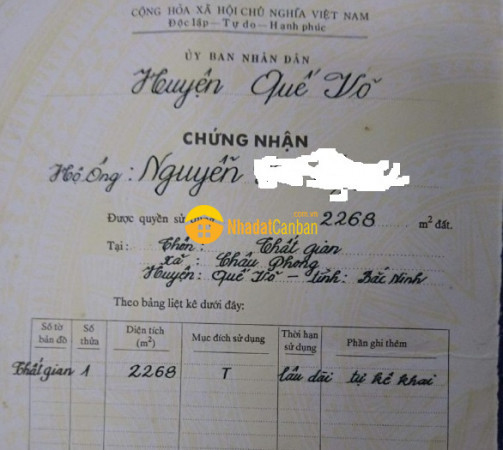 CỘNG HÒA XÃ HỘI CHỦ NGHĨA VIỆT NAM
Độc lập – Tự do – Hạnh phúc
ỦY BAN NHÂN DÂN
Huyện Quế Võ
CHỨNG NHẬN
Hộ Ông: Nguyễn
Được quyền sử 2268 m² đất.
NhadatCanban .com.vn
Tại: Thôn: Thất gian
Xã: Châu Phong
Huyện: Quế Võ – tỉnh: Bắc Ninh
Theo bảng liệt kê dưới đây:
Số tờ bản đồ Số thửa Diện tích (m²) Mục đích sử dụng Thời hạn sử dụng Phần ghi thêm
Thất gian 1 2268 T lâu dài tự kê khai